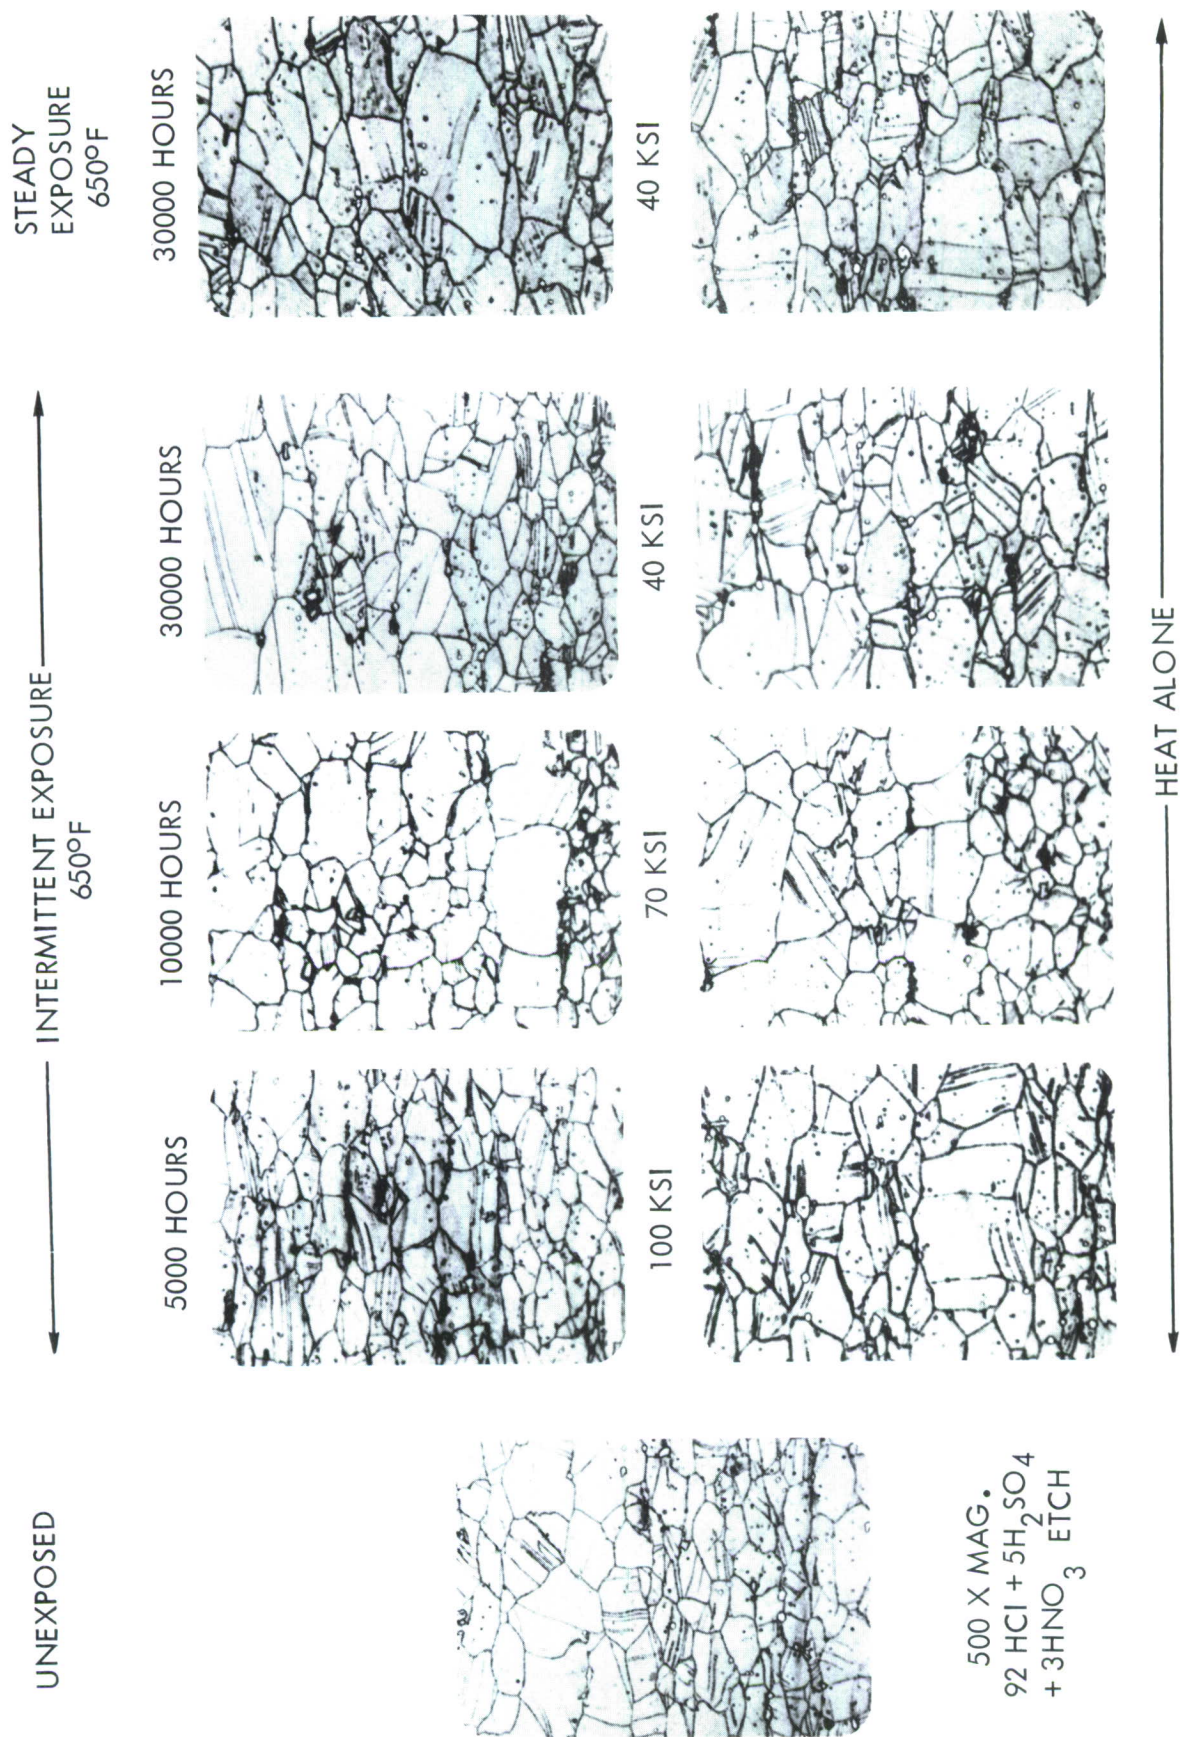 UNEXPOSED
INTERMITTENT EXPOSURE
650°F
STEADY
EXPOSURE
650°F
5000 HOURS
10000 HOURS
30000 HOURS
30000 HOURS
100 KSI
70 KSI
40 KSI
40 KSI
500 X MAG.
92 HCl + 5H2SO4
+ 3HNO3 ETCH
HEAT ALONE